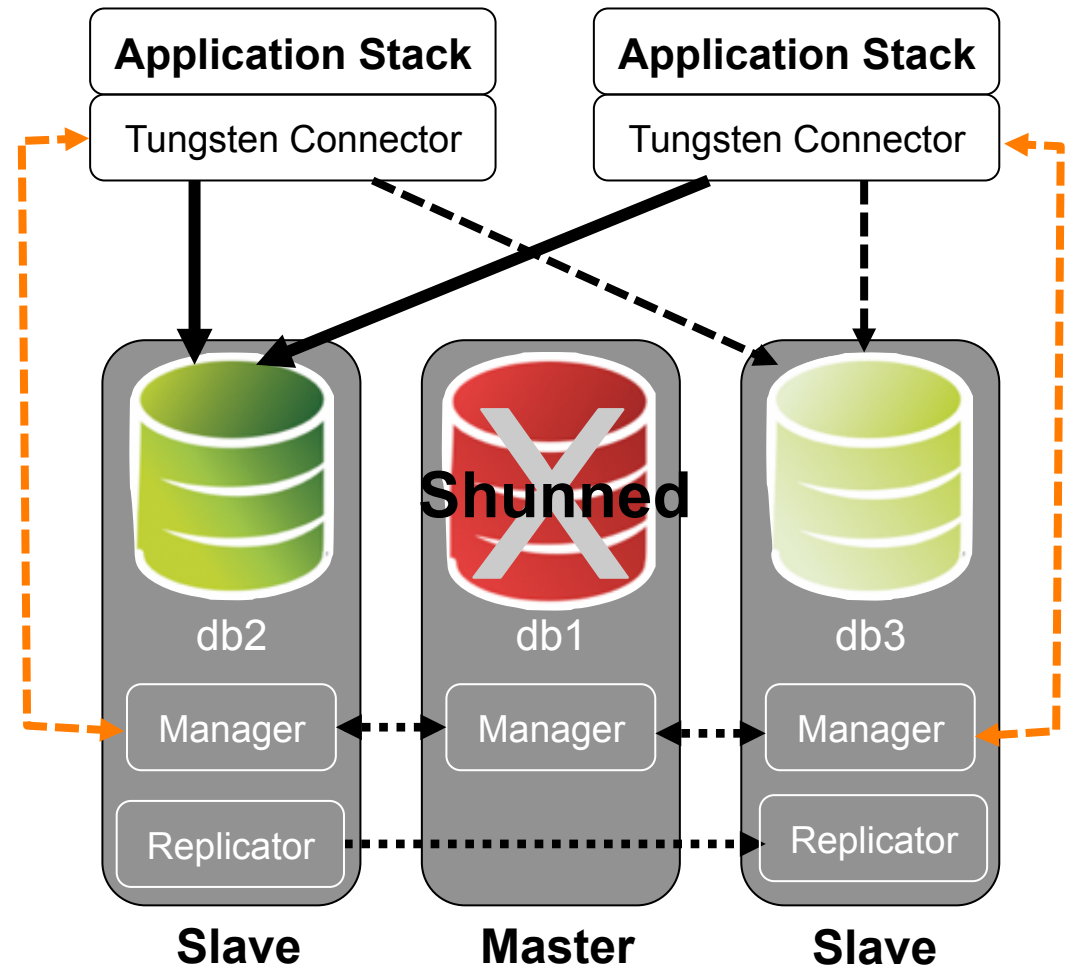 Application Stack
Application Stack
Tungsten Connector
Tungsten Connector
Shunned
db2
db1
db3
Manager
Manager
Manager
Replicator
Replicator
Slave
Master
Slave